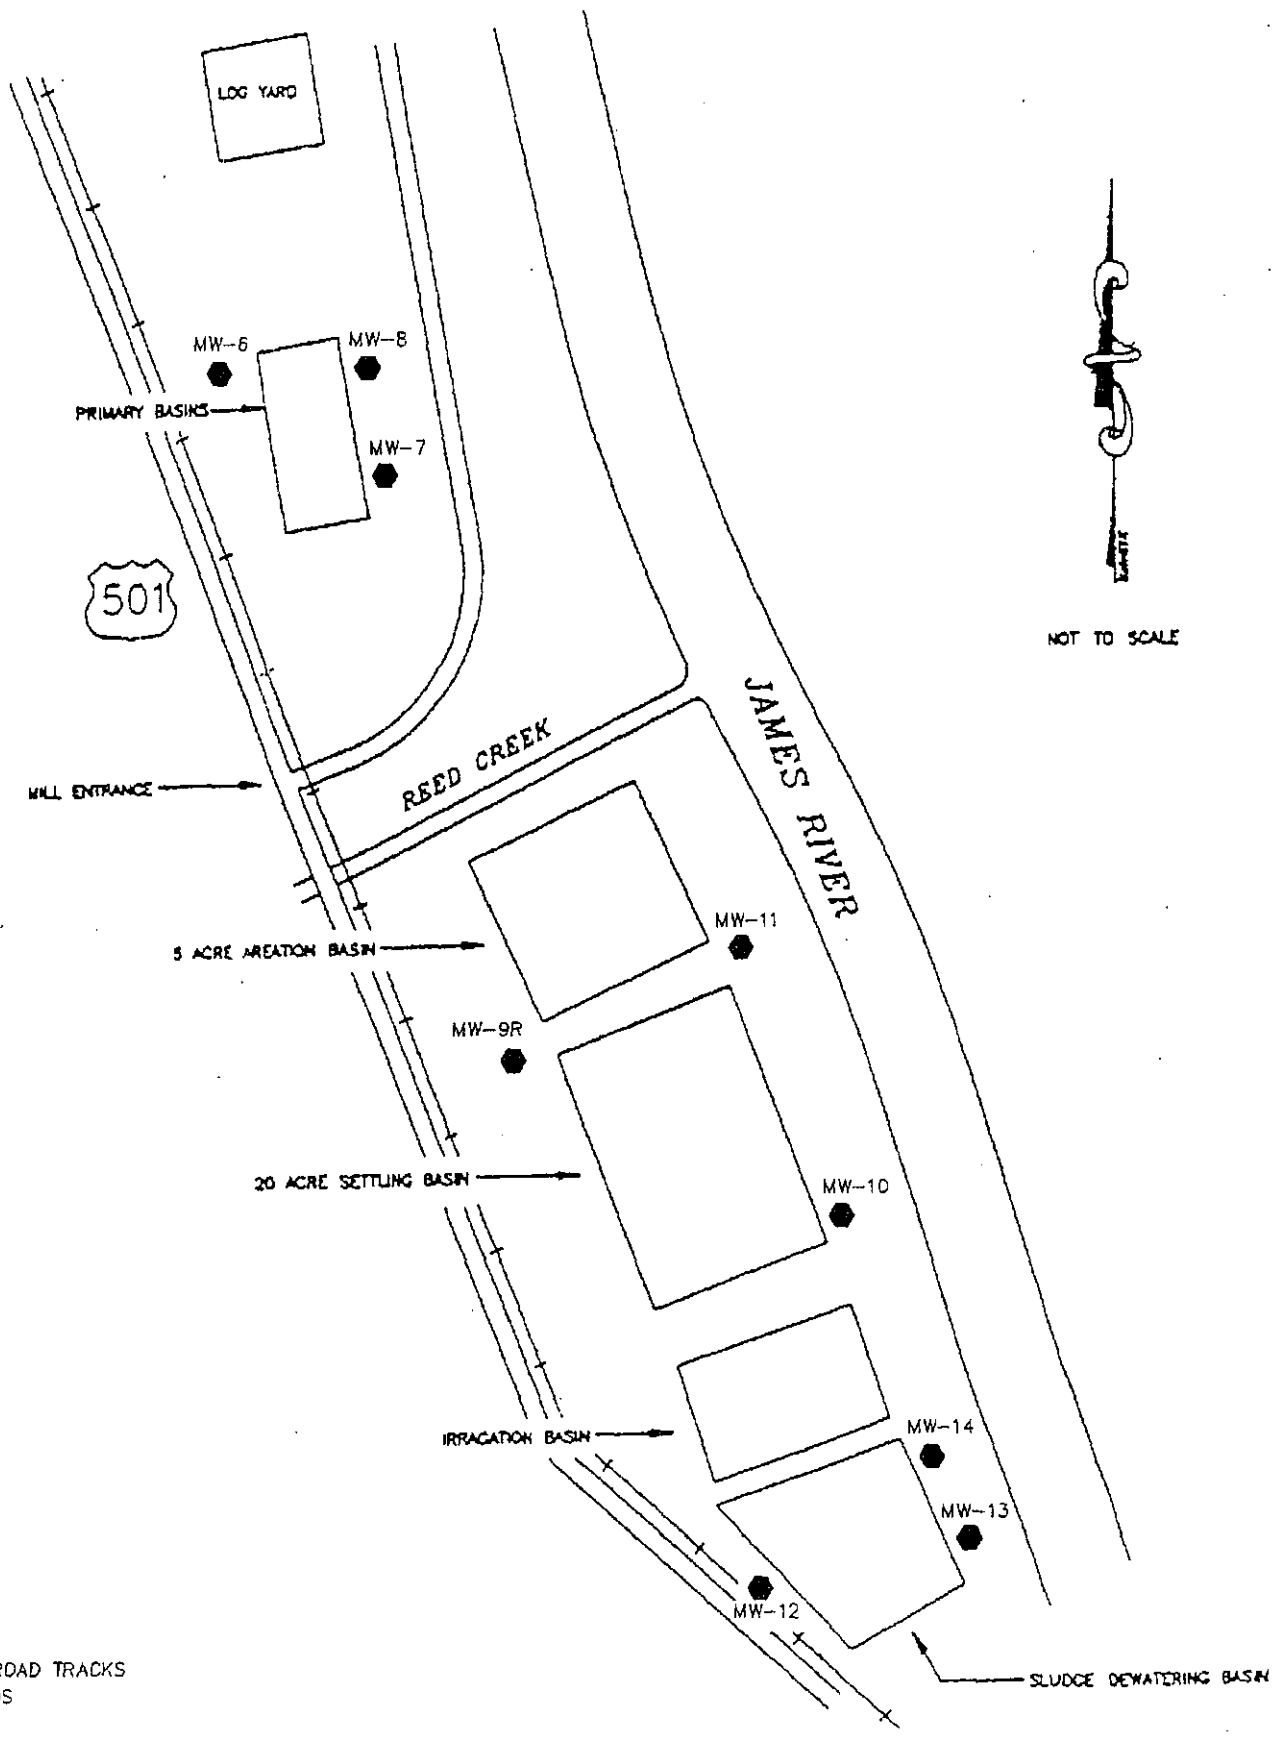 LOG YARD
MW-6
MW-8
PRIMARY BASINS
MW-7
501
NOT TO SCALE
JAMES RIVER
REED CREEK
MILL ENTRANCE
5 ACRE AREATION BASIN
MW-11
MW-9R
20 ACRE SETTLING BASIN
MW-10
IRRAGATION BASIN
MW-14
MW-13
MW-12
ROAD TRACKS
SLUDGE DEWATERING BASIN